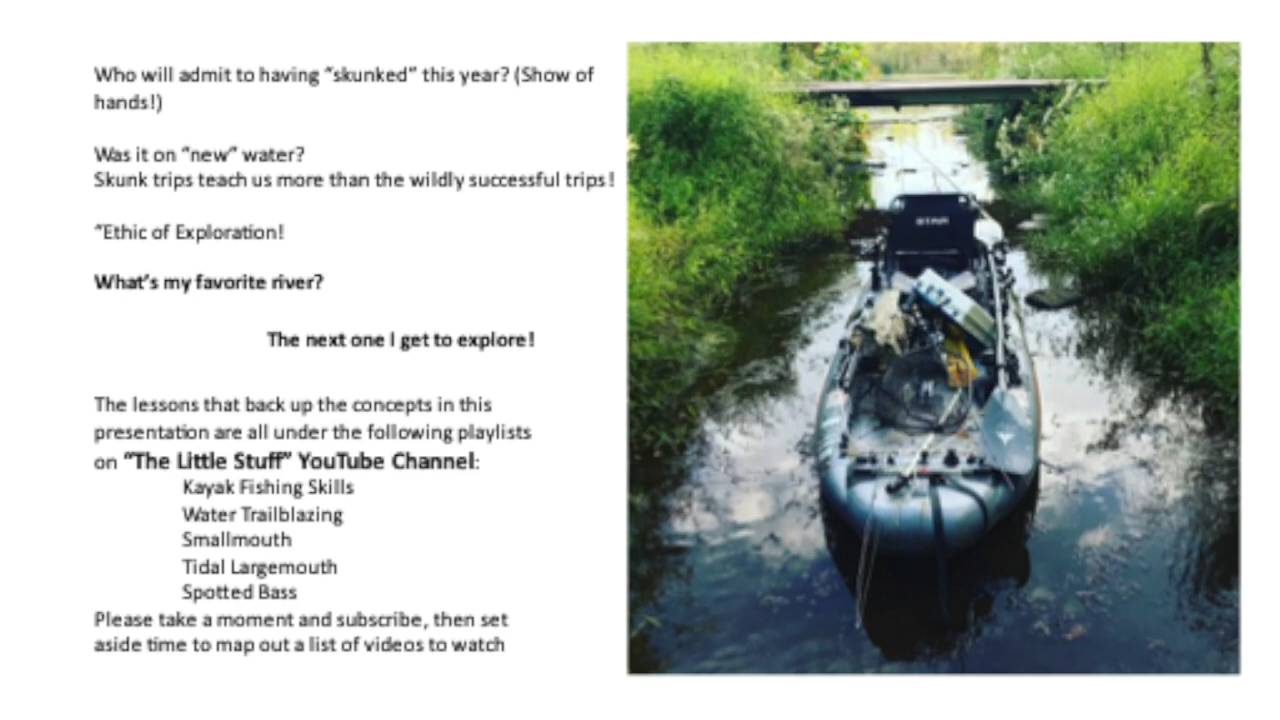 Who will admit to having “skunked” this year? (Show of
hands!)
Was it on “new” water?
Skunk trips teach us more than the wildly successful trips!
“Ethic of Exploration!
What’s my favorite river?
The next one I get to explore!
The lessons that back up the concepts in this
presentation are all under the following playlists
on “The Little Stuff” YouTube Channel:
Kayak Fishing Skills
Water Trailblazing
Smallmouth
Tidal Largemouth
Spotted Bass
Please take a moment and subscribe, then set
aside time to map out a list of videos to watch
STAR